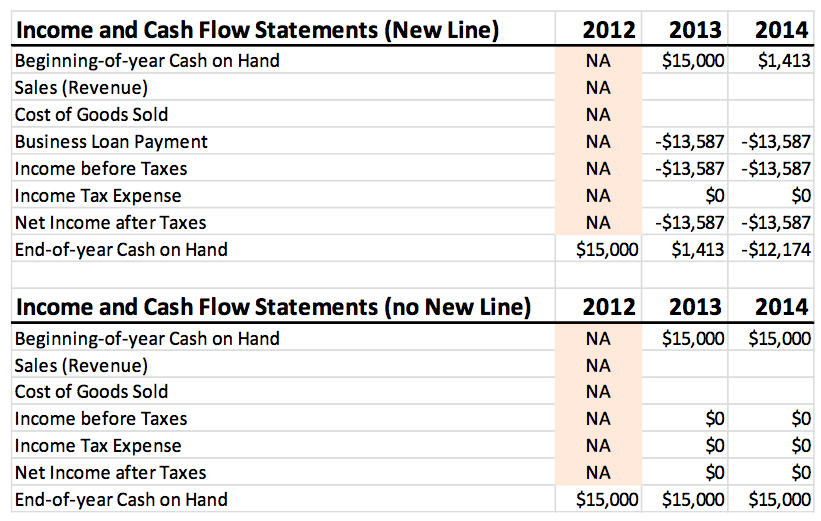 Income and Cash Flow Statements (New Line) 2012 2013 2014
Beginning-of-year Cash on Hand NA $15,000 $1,413
Sales (Revenue) NA
Cost of Goods Sold NA
Business Loan Payment NA -$13,587 -$13,587
Income before Taxes NA -$13,587 -$13,587
Income Tax Expense NA $0 $0
Net Income after Taxes NA -$13,587 -$13,587
End-of-year Cash on Hand $15,000 $1,413 -$12,174
Income and Cash Flow Statements (no New Line) 2012 2013 2014
Beginning-of-year Cash on Hand NA $15,000 $15,000
Sales (Revenue) NA
Cost of Goods Sold NA
Income before Taxes NA $0 $0
Income Tax Expense NA $0 $0
Net Income after Taxes NA $0 $0
End-of-year Cash on Hand $15,000 $15,000 $15,000